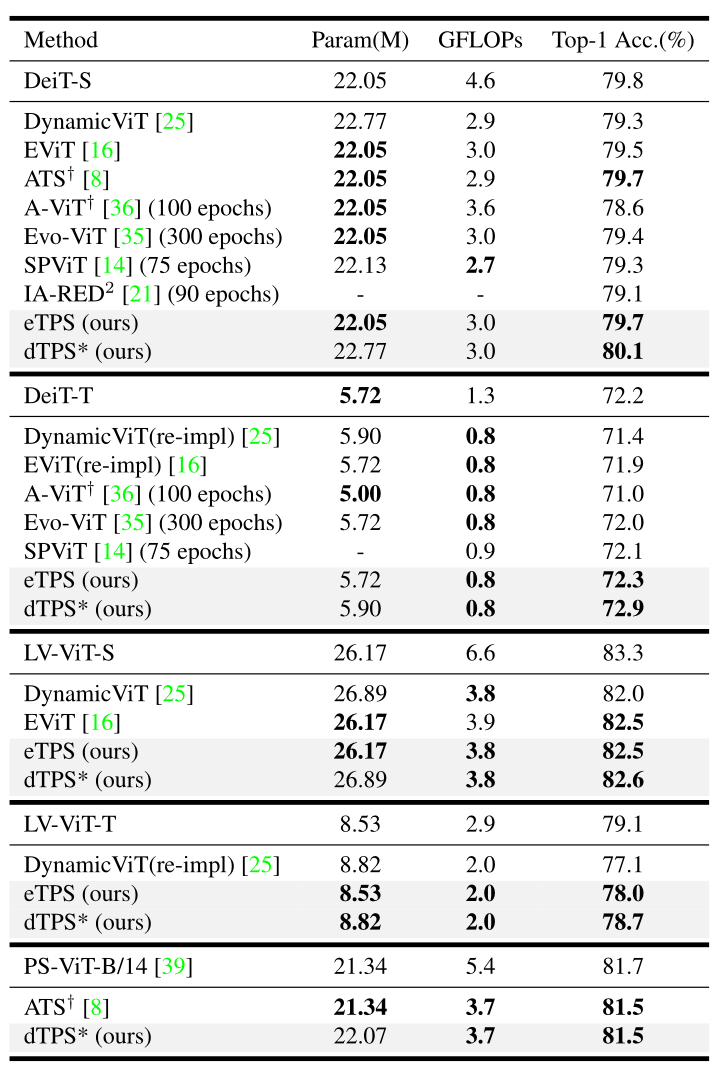 Method Param(M) GFLOPs Top-1 Acc.(%)
DeiT-S 22.05 4.6 79.8
DynamicViT [25] 22.77 2.9 79.3
EViT [16] 22.05 3.0 79.5
ATS† [8] 22.05 2.9 79.7
A-ViT† [36] (100 epochs) 22.05 3.6 78.6
Evo-ViT [35] (300 epochs) 22.05 3.0 79.4
SPViT [14] (75 epochs) 22.13 2.7 79.3
IA-RED² [21] (90 epochs) - - 79.1
eTPS (ours) 22.05 3.0 79.7
dTPS* (ours) 22.77 3.0 80.1
DeiT-T 5.72 1.3 72.2
DynamicViT(re-impl) [25] 5.90 0.8 71.4
EViT(re-impl) [16] 5.72 0.8 71.9
A-ViT† [36] (100 epochs) 5.00 0.8 71.0
Evo-ViT [35] (300 epochs) 5.72 0.8 72.0
SPViT [14] (75 epochs) - 0.9 72.1
eTPS (ours) 5.72 0.8 72.3
dTPS* (ours) 5.90 0.8 72.9
LV-ViT-S 26.17 6.6 83.3
DynamicViT [25] 26.89 3.8 82.0
EViT [16] 26.17 3.9 82.5
eTPS (ours) 26.17 3.8 82.5
dTPS* (ours) 26.89 3.8 82.6
LV-ViT-T 8.53 2.9 79.1
DynamicViT(re-impl) [25] 8.82 2.0 77.1
eTPS (ours) 8.53 2.0 78.0
dTPS* (ours) 8.82 2.0 78.7
PS-ViT-B/14 [39] 21.34 5.4 81.7
ATS† [8] 21.34 3.7 81.5
dTPS* (ours) 22.07 3.7 81.5